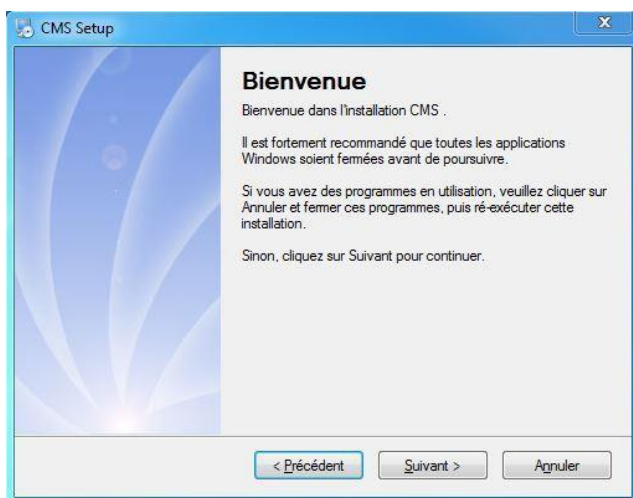 CMS Setup
Bienvenue
Bienvenue dans l'installation CMS .
Il est fortement recommandé que toutes les applications
Windows soient fermées avant de poursuivre.
Si vous avez des programmes en utilisation, veuillez cliquer sur
Annuler et fermer ces programmes, puis ré-exécuter cette
installation.
Sinon, cliquez sur Suivant pour continuer.
< Précédent
Suivant >
Annuler